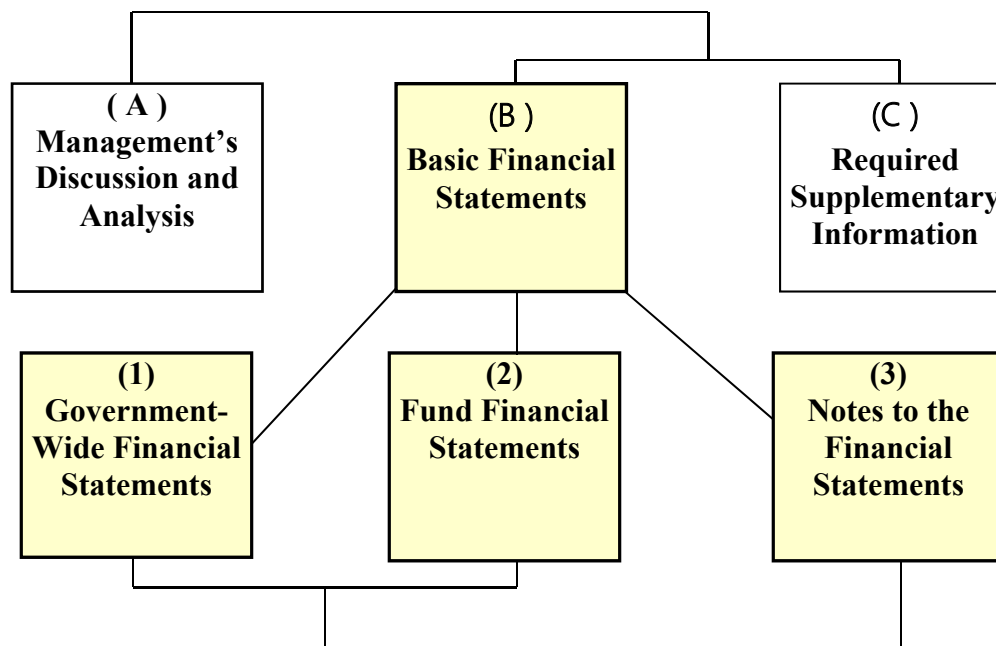 ( A )
Management’s
Discussion and
Analysis
(B )
Basic Financial
Statements
(C )
Required
Supplementary
Information
(1)
Government-
Wide Financial
Statements
(2)
Fund Financial
Statements
(3)
Notes to the
Financial
Statements